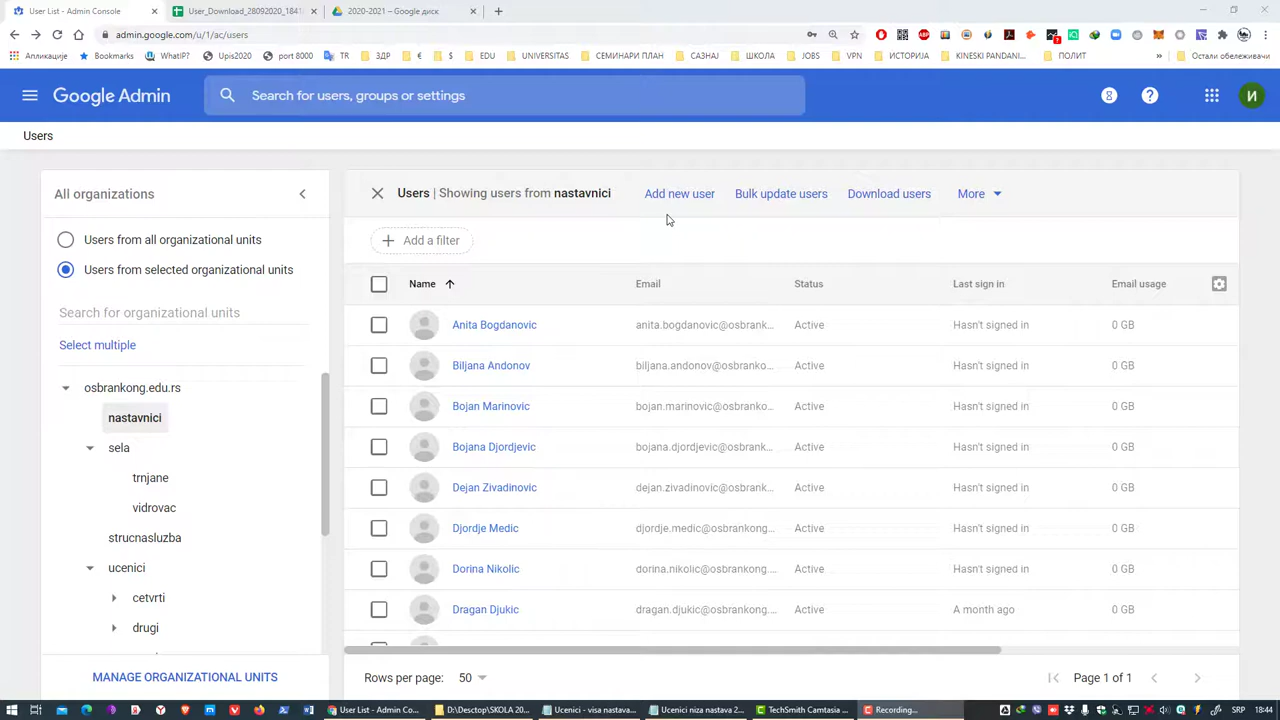 User List - Admin Console
User_Download_28092020_1841
2020-2021 – Google диск
admin.google.com/u/1/ac/users
Апликације
Bookmarks
WhatIP?
Upis2020
port 8000
TR
ЗДР
€
S
EDU
UNIVERSITAS
СЕМИНАРИ ПЛАН
САЗНАЈ
ШКОЛА
JOBS
VPN
ИСТОРИЈА
KINESKI PANDANI...
ПОЛИТ
»
Остали обележивачи
Google Admin
Search for users, groups or settings
И
Users
All organizations
Users from all organizational units
Users from selected organizational units
Search for organizational units
Select multiple
osbrankong.edu.rs
nastavnici
sela
trnjane
vidrovac
strucnasluzba
ucenici
cetvrti
drugi
MANAGE ORGANIZATIONAL UNITS
Users | Showing users from nastavnici
Add new user
Bulk update users
Download users
More
Add a filter
Name Email Status Last sign in Email usage
Anita Bogdanovic anita.bogdanovic@osbrank... Active Hasn't signed in 0 GB
Biljana Andonov biljana.andonov@osbranko... Active Hasn't signed in 0 GB
Bojan Marinovic bojan.marinovic@osbranko... Active Hasn't signed in 0 GB
Bojana Djordjevic bojana.djordjevic@osbrank... Active Hasn't signed in 0 GB
Dejan Zivadinovic dejan.zivadinovic@osbrank... Active Hasn't signed in 0 GB
Djordje Medic djordje.medic@osbrankong... Active Hasn't signed in 0 GB
Dorina Nikolic dorina.nikolic@osbrankong.... Active Hasn't signed in 0 GB
Dragan Djukic dragan.djukic@osbrankong.... Active A month ago 0 GB
Rows per page: 50
Page 1 of 1
User List - Admin Co...
D:\Desctop\SKOLA 20...
Ucenici - visa nastava...
Ucenici niza nastava 2...
TechSmith Camtasia ...
Recording...
SRP
18:44